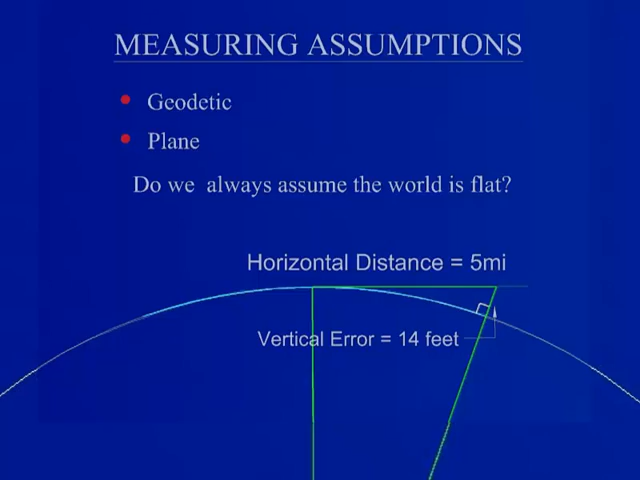 MEASURING ASSUMPTIONS
Geodetic
Plane
Do we always assume the world is flat?
Horizontal Distance = 5mi
Vertical Error = 14 feet